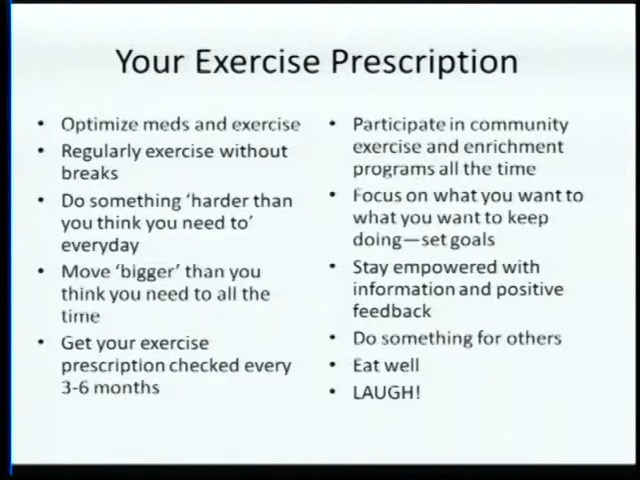 Your Exercise Prescription
• Optimize meds and exercise
• Regularly exercise without
breaks
• Do something ‘harder than
you think you need to’
everyday
• Move ‘bigger’ than you
think you need to all the
time
• Get your exercise
prescription checked every
3-6 months
• Participate in community
exercise and enrichment
programs all the time
• Focus on what you want to
what you want to keep
doing—set goals
• Stay empowered with
information and positive
feedback
• Do something for others
• Eat well
• LAUGH!